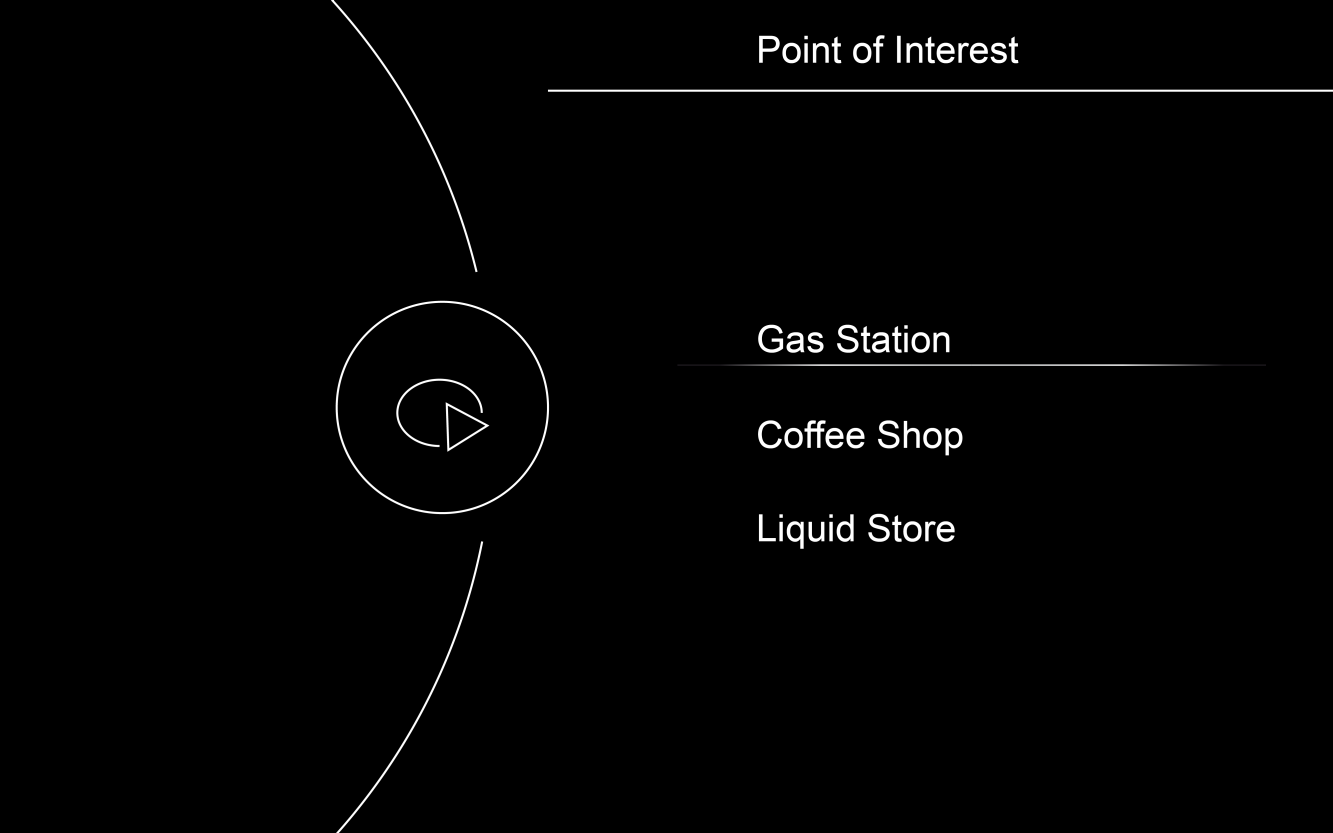 Point of Interest
Gas Station
Coffee Shop
Liquid Store